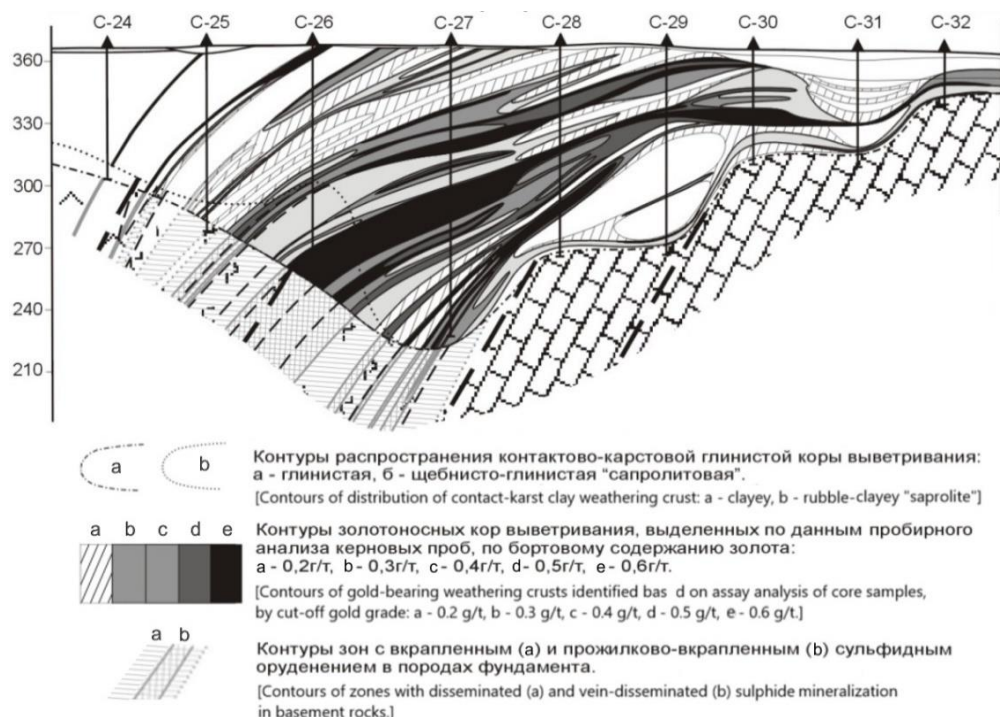 C-24 C-25 C-26 C-27 C-28 C-29 C-30 C-31 C-32
360
330
300
270
240
210
a b
Контуры распространения контактово-карстовой глинистой коры выветривания:
а - глинистая, б - щебнисто-глинистая "сапролитовая".
[Contours of distribution of contact-karst clay weathering crust: a - clayey, b - rubble-clayey "saprolite"]
a b c d e
Контуры золотоносных кор выветривания, выделенных по данным пробирного
анализа керновых проб, по бортовому содержанию золота:
a - 0,2г/т, b - 0,3г/т, c - 0,4г/т, d- 0,5г/т, e - 0,6г/т.
[Contours of gold-bearing weathering crusts identified bas d on assay analysis of core samples,
by cut-off gold grade: a - 0.2 g/t, b - 0.3 g/t, c - 0.4 g/t, d - 0.5 g/t, e - 0.6 g/t.]
a b
Контуры зон с вкрапленным (a) и прожилково-вкрапленным (b) сульфидным
оруденением в породах фундамента.
[Contours of zones with disseminated (a) and vein-disseminated (b) sulphide mineralization
in basement rocks.]